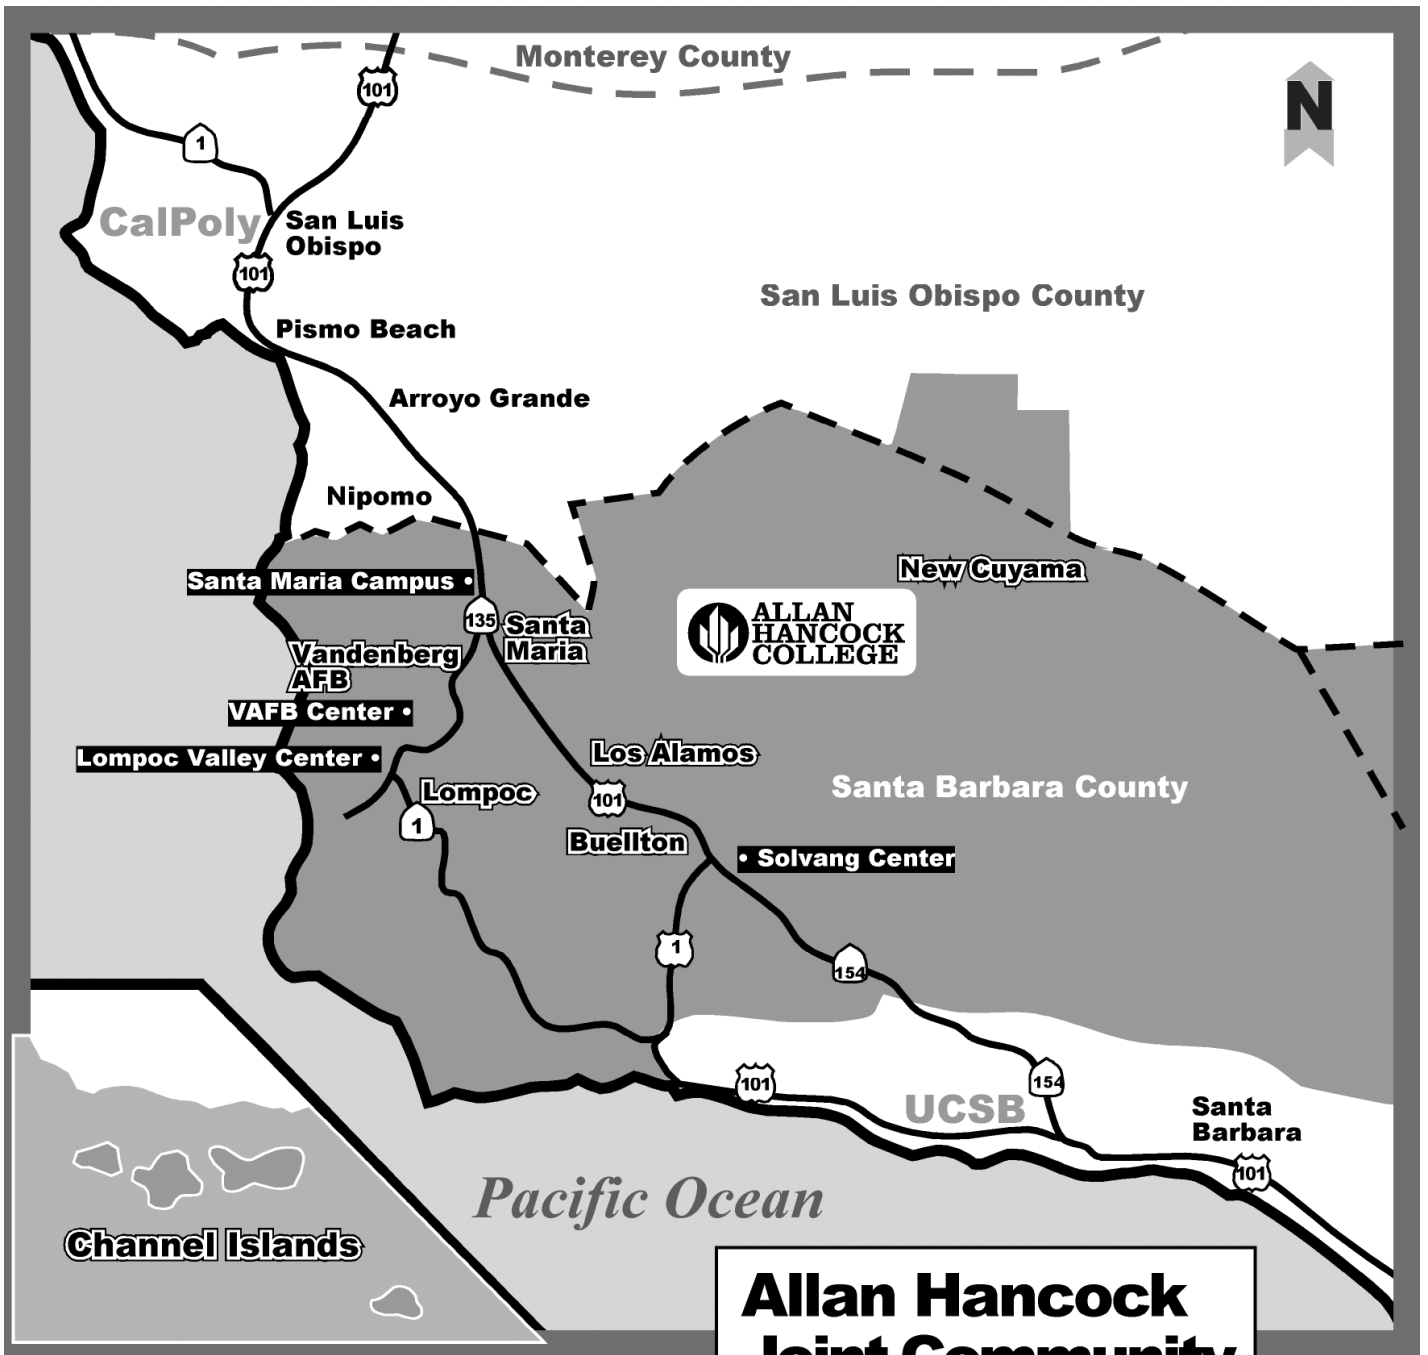 Monterey County
101
N
1
CalPoly
San Luis
Obispo
101
San Luis Obispo County
Pismo Beach
Arroyo Grande
Nipomo
New Cuyama
Santa Maria Campus •
135
Santa
Maria
ALLAN
HANCOCK
COLLEGE
Vandenberg
AFB
VAFB Center •
Lompoc Valley Center •
Los Alamos
Santa Barbara County
Lompoc
101
1
Buellton
• Solvang Center
1
154
154
101
UCSB
Santa
Barbara
101
Pacific Ocean
Channel Islands
Allan Hancock
Joint Community